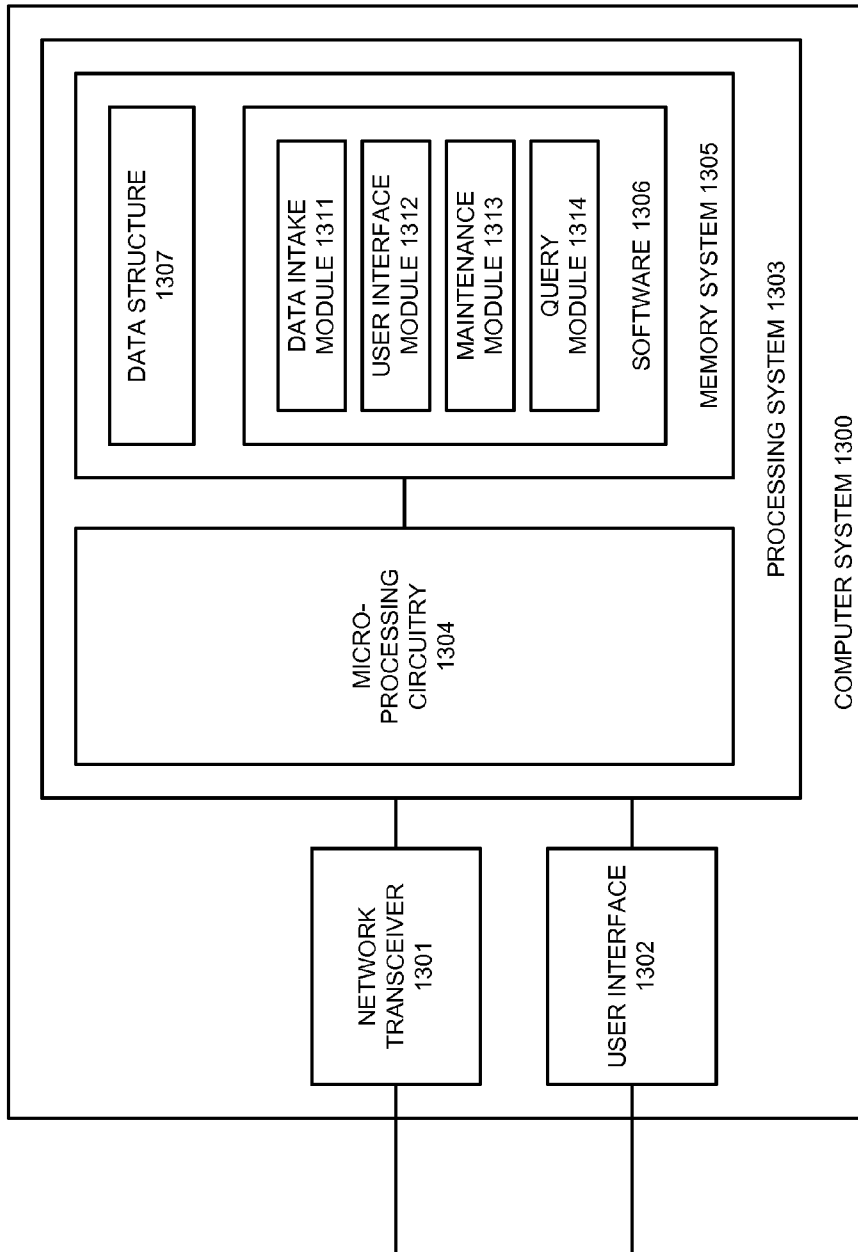 NETWORK
TRANSCEIVER
1301
USER INTERFACE
1302
MICRO-
PROCESSING
CIRCUITRY
1304
DATA STRUCTURE
1307
DATA INTAKE
MODULE 1311
USER INTERFACE
MODULE 1312
MAINTENANCE
MODULE 1313
QUERY
MODULE 1314
SOFTWARE 1306
MEMORY SYSTEM 1305
PROCESSING SYSTEM 1303
COMPUTER SYSTEM 1300